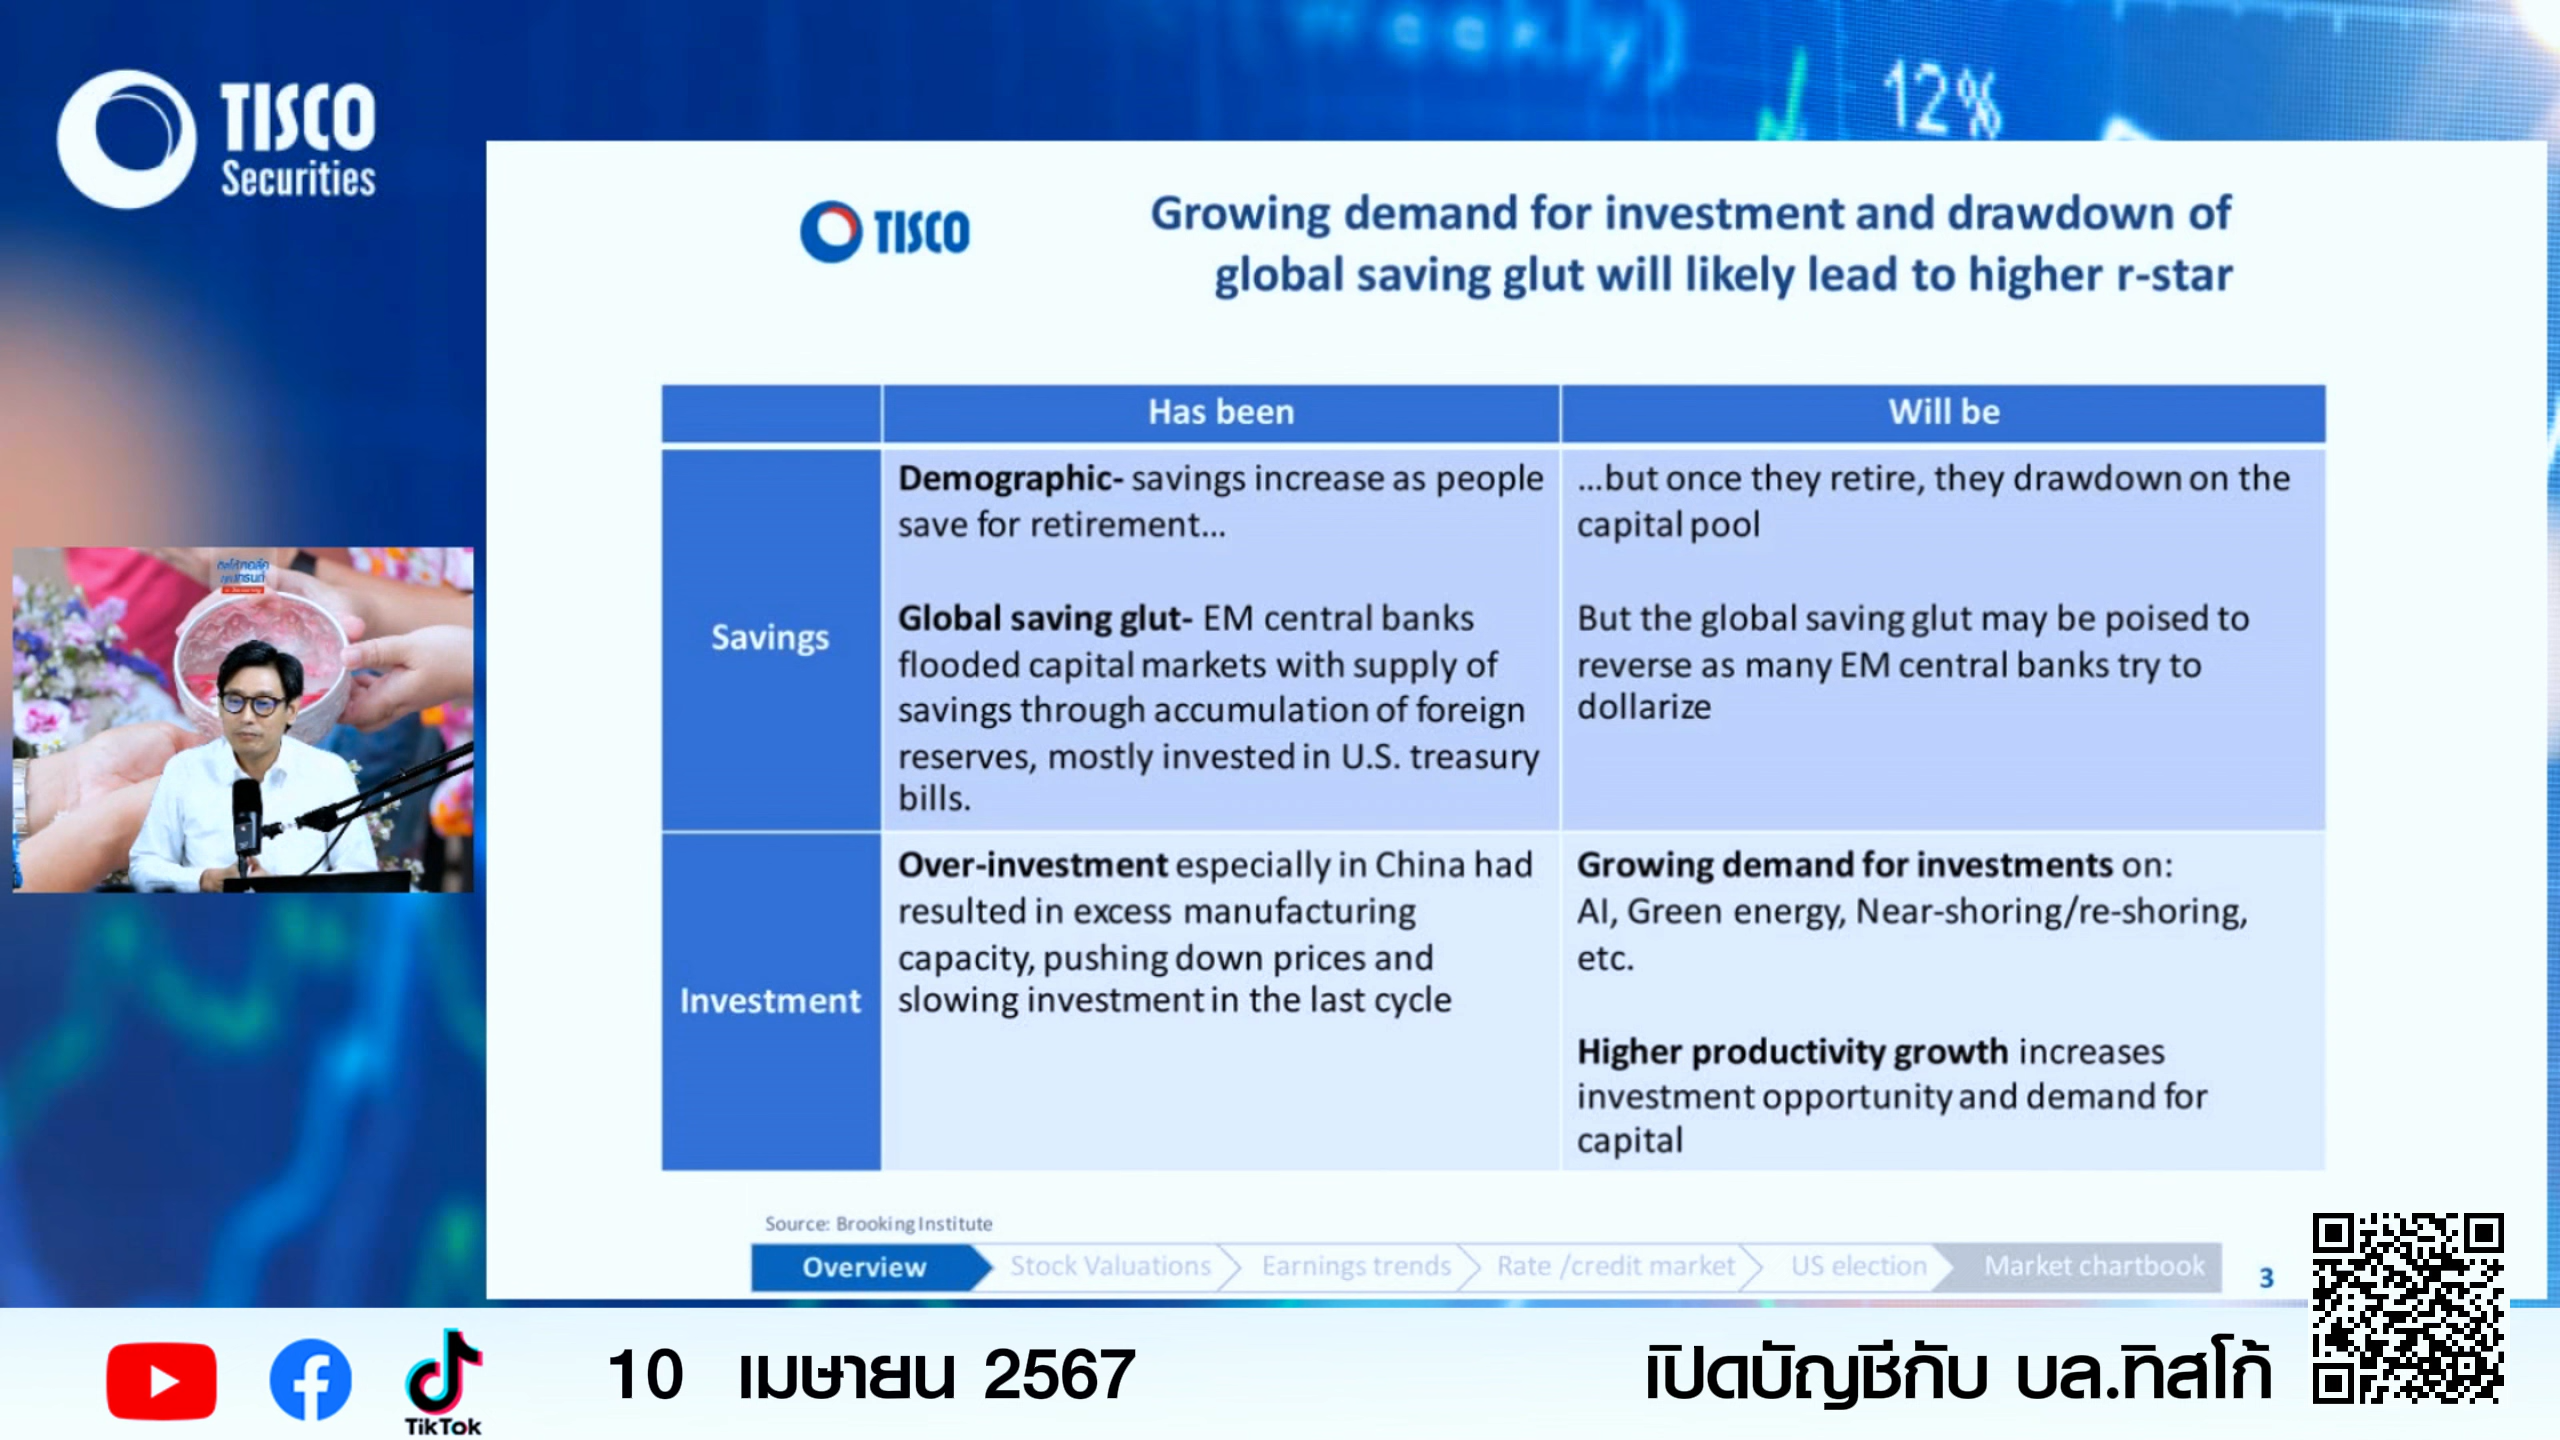 Weekly)
12%
TISCO
Securities
TISCO
Growing demand for investment and drawdown of
global saving glut will likely lead to higher r-star
Has been
Will be
Savings
Demographic- savings increase as people
save for retirement...
Global saving glut- EM central banks
flooded capital markets with supply of
savings through accumulation of foreign
reserves, mostly invested in U.S. treasury
bills.
...but once they retire, they drawdown on the
capital pool
But the global saving glut may be poised to
reverse as many EM central banks try to
dollarize
Investment
Over-investment especially in China had
resulted in excess manufacturing
capacity, pushing down prices and
slowing investment in the last cycle
Growing demand for investments on:
AI, Green energy, Near-shoring/re-shoring,
etc.
Higher productivity growth increases
investment opportunity and demand for
capital
Source: Brooking Institute
Overview
Stock Valuations
Earnings trends
Rate /credit market
US election
Market chartbook
3
TikTok
10 เมษายน 2567
เปิดบัญชีกับ บล.ทิสโก้